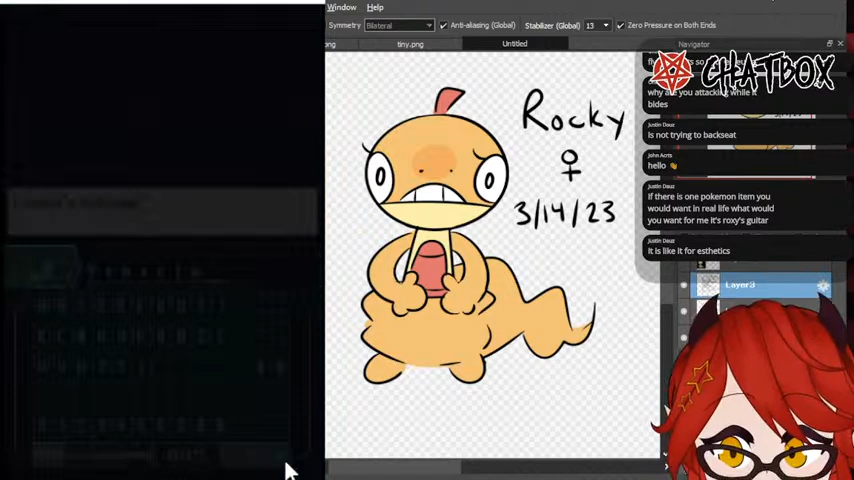 Window Help
Symmetry Bilateral Anti-aliasing (Global) Stabilizer (Global) 13 Zero Pressure on Both Ends
tiny.png Untitled Navigator
CHATBOX
why are you attacking while it
bides
Justin Dauz
Is not trying to backseat
John Acris
hello 👋
Justin Dauz
If there is one pokemon item you
would want in real life what would
you want for me it's roxy's guitar
Justin Dauz
It is like it for esthetics
Layer3
Rocky
♀
3/14/23